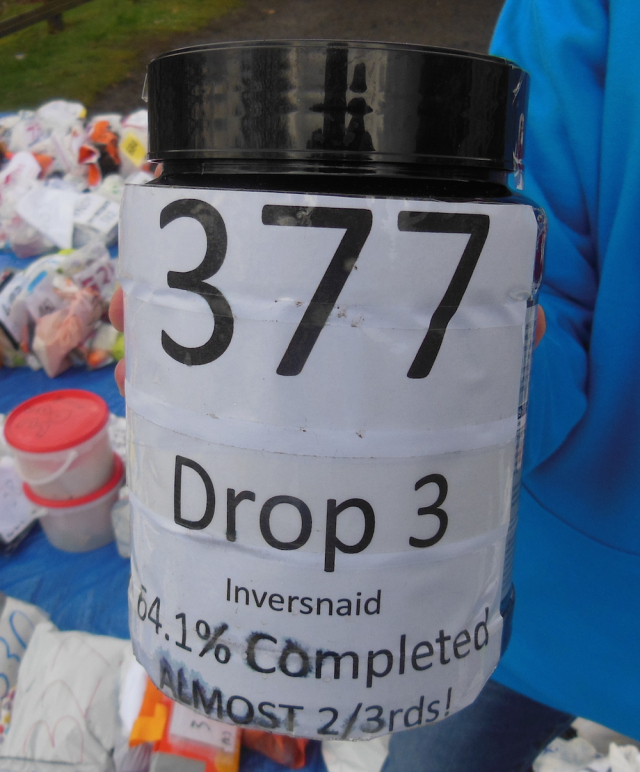 377
Drop 3
Inversnaid
64.1% Completed
ALMOST 2/3rds!